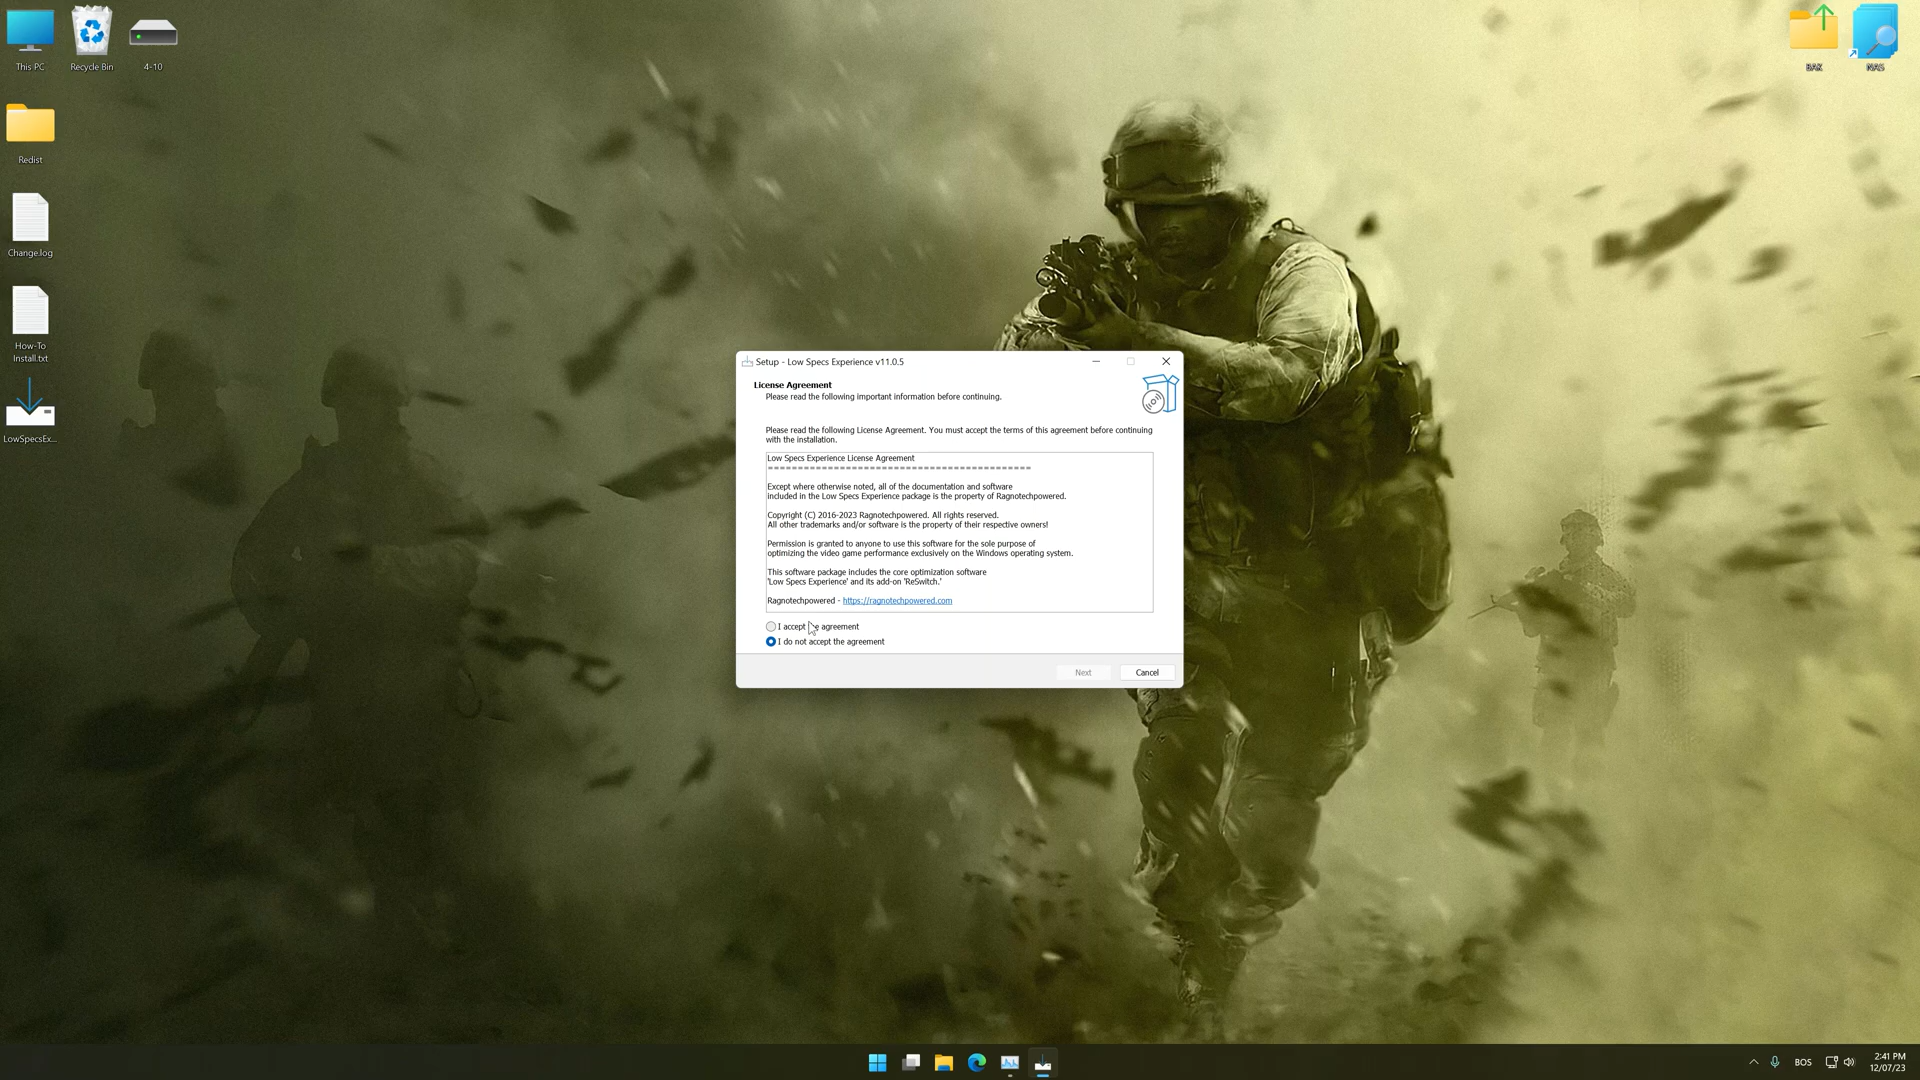 This PC
Recycle Bin
4-10
BAK
NAS
Redist
Change.log
How-To
Install.txt
LowSpecsEx...
Setup - Low Specs Experience v11.0.5
License Agreement
Please read the following important information before continuing.
Please read the following License Agreement. You must accept the terms of this agreement before continuing
with the installation.
Low Specs Experience License Agreement
============================================
Except where otherwise noted, all of the documentation and software
included in the Low Specs Experience package is the property of Ragnotechpowered.
Copyright (C) 2016-2023 Ragnotechpowered. All rights reserved.
All other trademarks and/or software is the property of their respective owners!
Permission is granted to anyone to use this software for the sole purpose of
optimizing the video game performance exclusively on the Windows operating system.
This software package includes the core optimization software
'Low Specs Experience' and its add-on 'ReSwitch.'
Ragnotechpowered - https://ragnotechpowered.com
I accept the agreement
I do not accept the agreement
Next
Cancel
BOS
2:41 PM
12/07/23